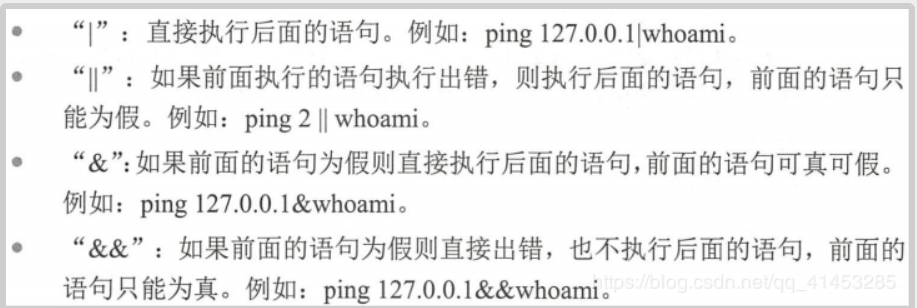 • “|”：直接执行后面的语句。例如：ping 127.0.0.1|whoami。
• “||”：如果前面执行的语句执行出错，则执行后面的语句，前面的语句只
能为假。例如：ping 2 || whoami。
• “&”：如果前面的语句为假则直接执行后面的语句，前面的语句可真可假。
例如：ping 127.0.0.1&whoami。
• “&&”：如果前面的语句为假则直接出错，也不执行后面的语句，前面的
语句只能为真。例如：ping 127.0.0.1&&whoami。
https://blog.csdn.net/qq_41453285